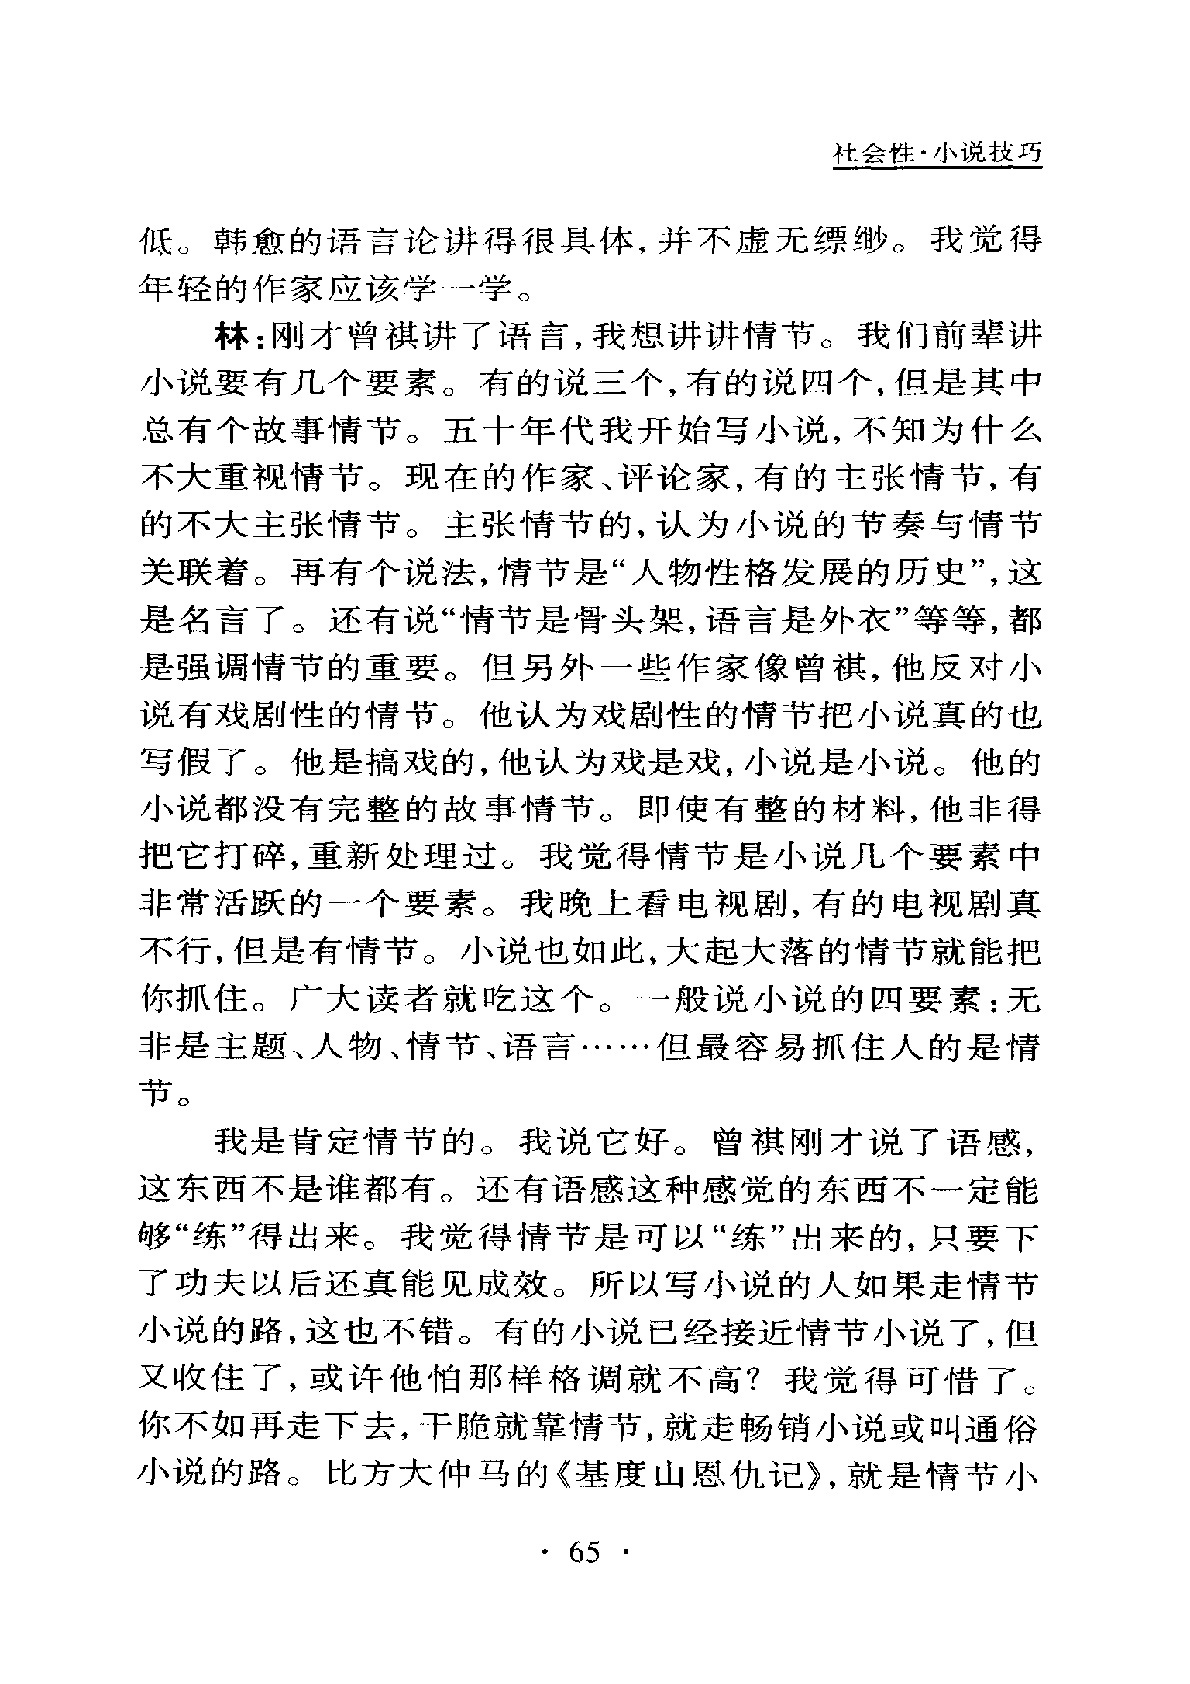 社会性·小说技巧
低。韩愈的语言论讲得很具体,并不虚无缥缈。我觉得
年轻的作家应该学一学。
林:刚才曾祺讲了语言,我想讲讲情节。我们前辈讲
小说要有几个要素。有的说三个,有的说四个,但是其中
总有个故事情节。五十年代我开始写小说,不知为什么
不大重视情节。现在的作家、评论家,有的主张情节,有
的不大主张情节。主张情节的,认为小说的节奏与情节
关联着。再有个说法,情节是“人物性格发展的历史”,这
是名言了。还有说“情节是骨头架,语言是外衣”等等,都
是强调情节的重要。但另外一些作家像曾祺,他反对小
说有戏剧性的情节。他认为戏剧性的情节把小说真的也
写假了。他是搞戏的,他认为戏是戏,小说是小说。他的
小说都没有完整的故事情节。即使有整的材料,他非得
把它打碎,重新处理过。我觉得情节是小说几个要素中
非常活跃的一个要素。我晚上看电视剧,有的电视剧真
不行,但是有情节。小说也如此,大起大落的情节就能把
你抓住。广大读者就吃这个。一般说小说的四要素:无
非是主题、人物、情节、语言……但最容易抓住人的是情
节。
我是肯定情节的。我说它好。曾祺刚才说了语感,
这东西不是谁都有。还有语感这种感觉的东西不一定能
够“练”得出来。我觉得情节是可以“练”出来的,只要下
了功夫以后还真能见成效。所以写小说的人如果走情节
小说的路,这也不错。有的小说已经接近情节小说了,但
又收住了,或许他怕那样格调就不高?我觉得可惜了。
你不如再走下去,干脆就靠情节,就走畅销小说或叫通俗
小说的路。比方大仲马的《基度山恩仇记》,就是情节小
· 65 ·